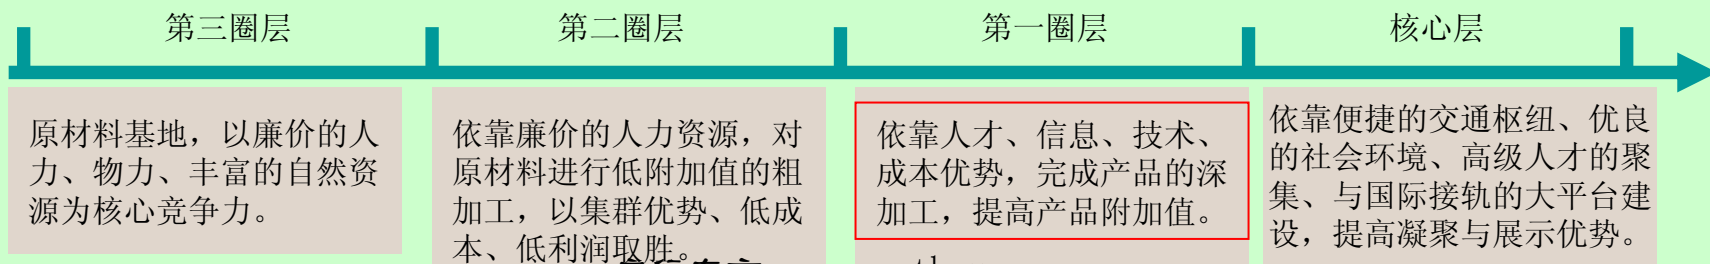 第三圈层
第二圈层
第一圈层
核心层
原材料基地，以廉价的人
力、物力、丰富的自然资
源为核心竞争力。
依靠廉价的人力资源，对
原材料进行低附加值的粗
加工，以集群优势、低成
本、低利润取胜。
依靠人才、信息、技术、
成本优势，完成产品的深
加工，提高产品附加值。
依靠便捷的交通枢纽、优良
的社会环境、高级人才的聚
集、与国际接轨的大平台建
设，提高凝聚与展示优势。